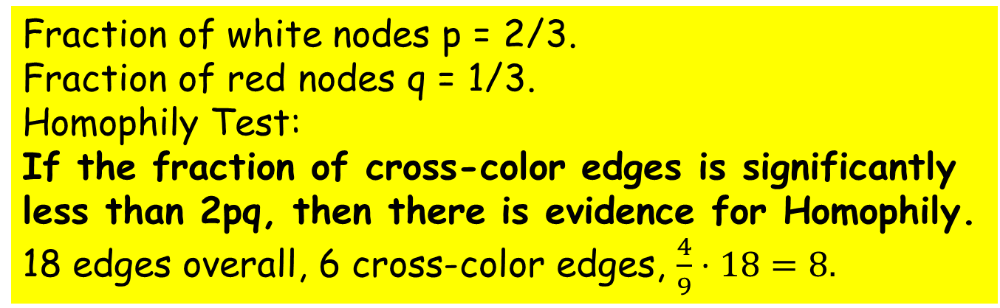 Fraction of white nodes p = 2/3.
Fraction of red nodes q = 1/3.
Homophily Test:
If the fraction of cross-color edges is significantly
less than 2pq, then there is evidence for Homophily.
18 edges overall, 6 cross-color edges, 4/9 · 18 = 8.